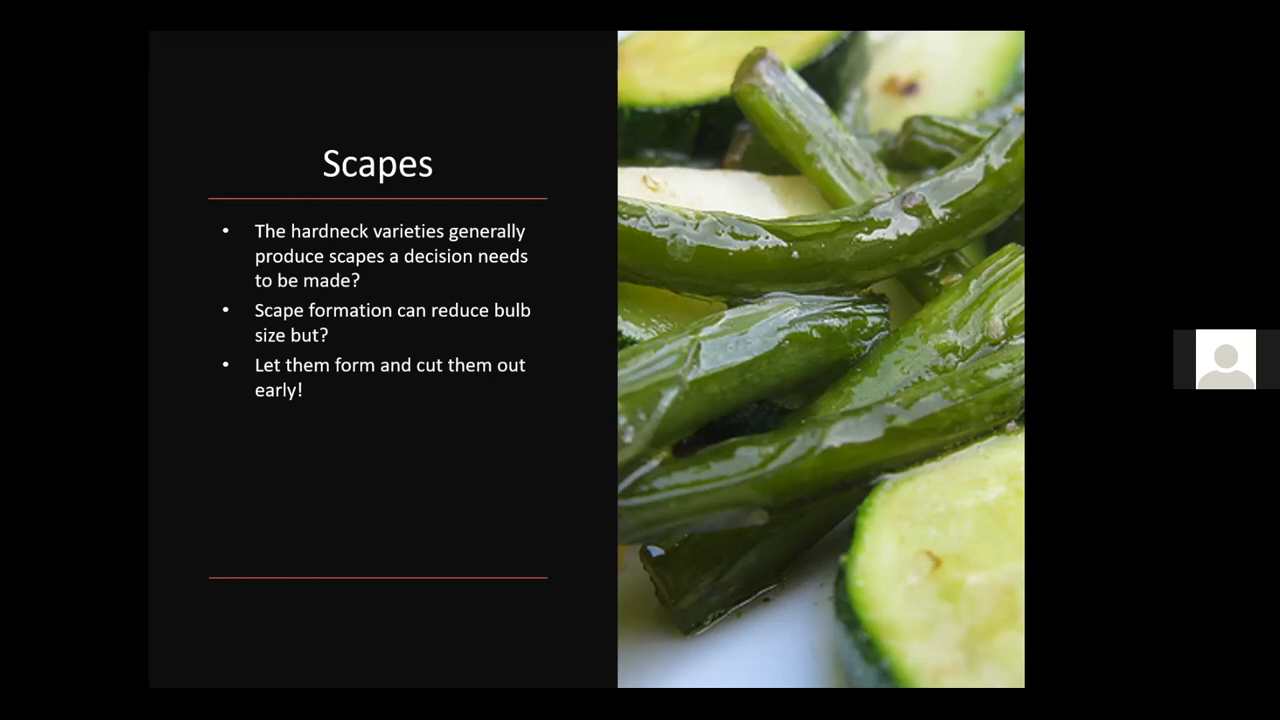 Scapes
• The hardneck varieties generally
produce scapes a decision needs
to be made?
• Scape formation can reduce bulb
size but?
• Let them form and cut them out
early!